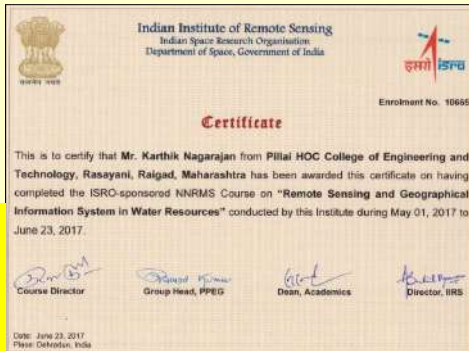 Indian Institute of Remote Sensing
Indian Space Research Organisation
Department of Space, Government of India
इसरो isro
Enrolment No. 10665
Certificate
This is to certify that Mr. Karthik Nagarajan from Pillai HOC College of Engineering and
Technology, Rasayani, Raigad, Maharashtra has been awarded this certificate on having
completed the ISRO-sponsored NNRMS Course on "Remote Sensing and Geographical
Information System in Water Resources" conducted by this Institute during May 01, 2017 to
June 23, 2017.
Course Director
Group Head, PPEG
Dean, Academics
Director, IIRS
Date: June 23, 2017
Place: Dehradun, India